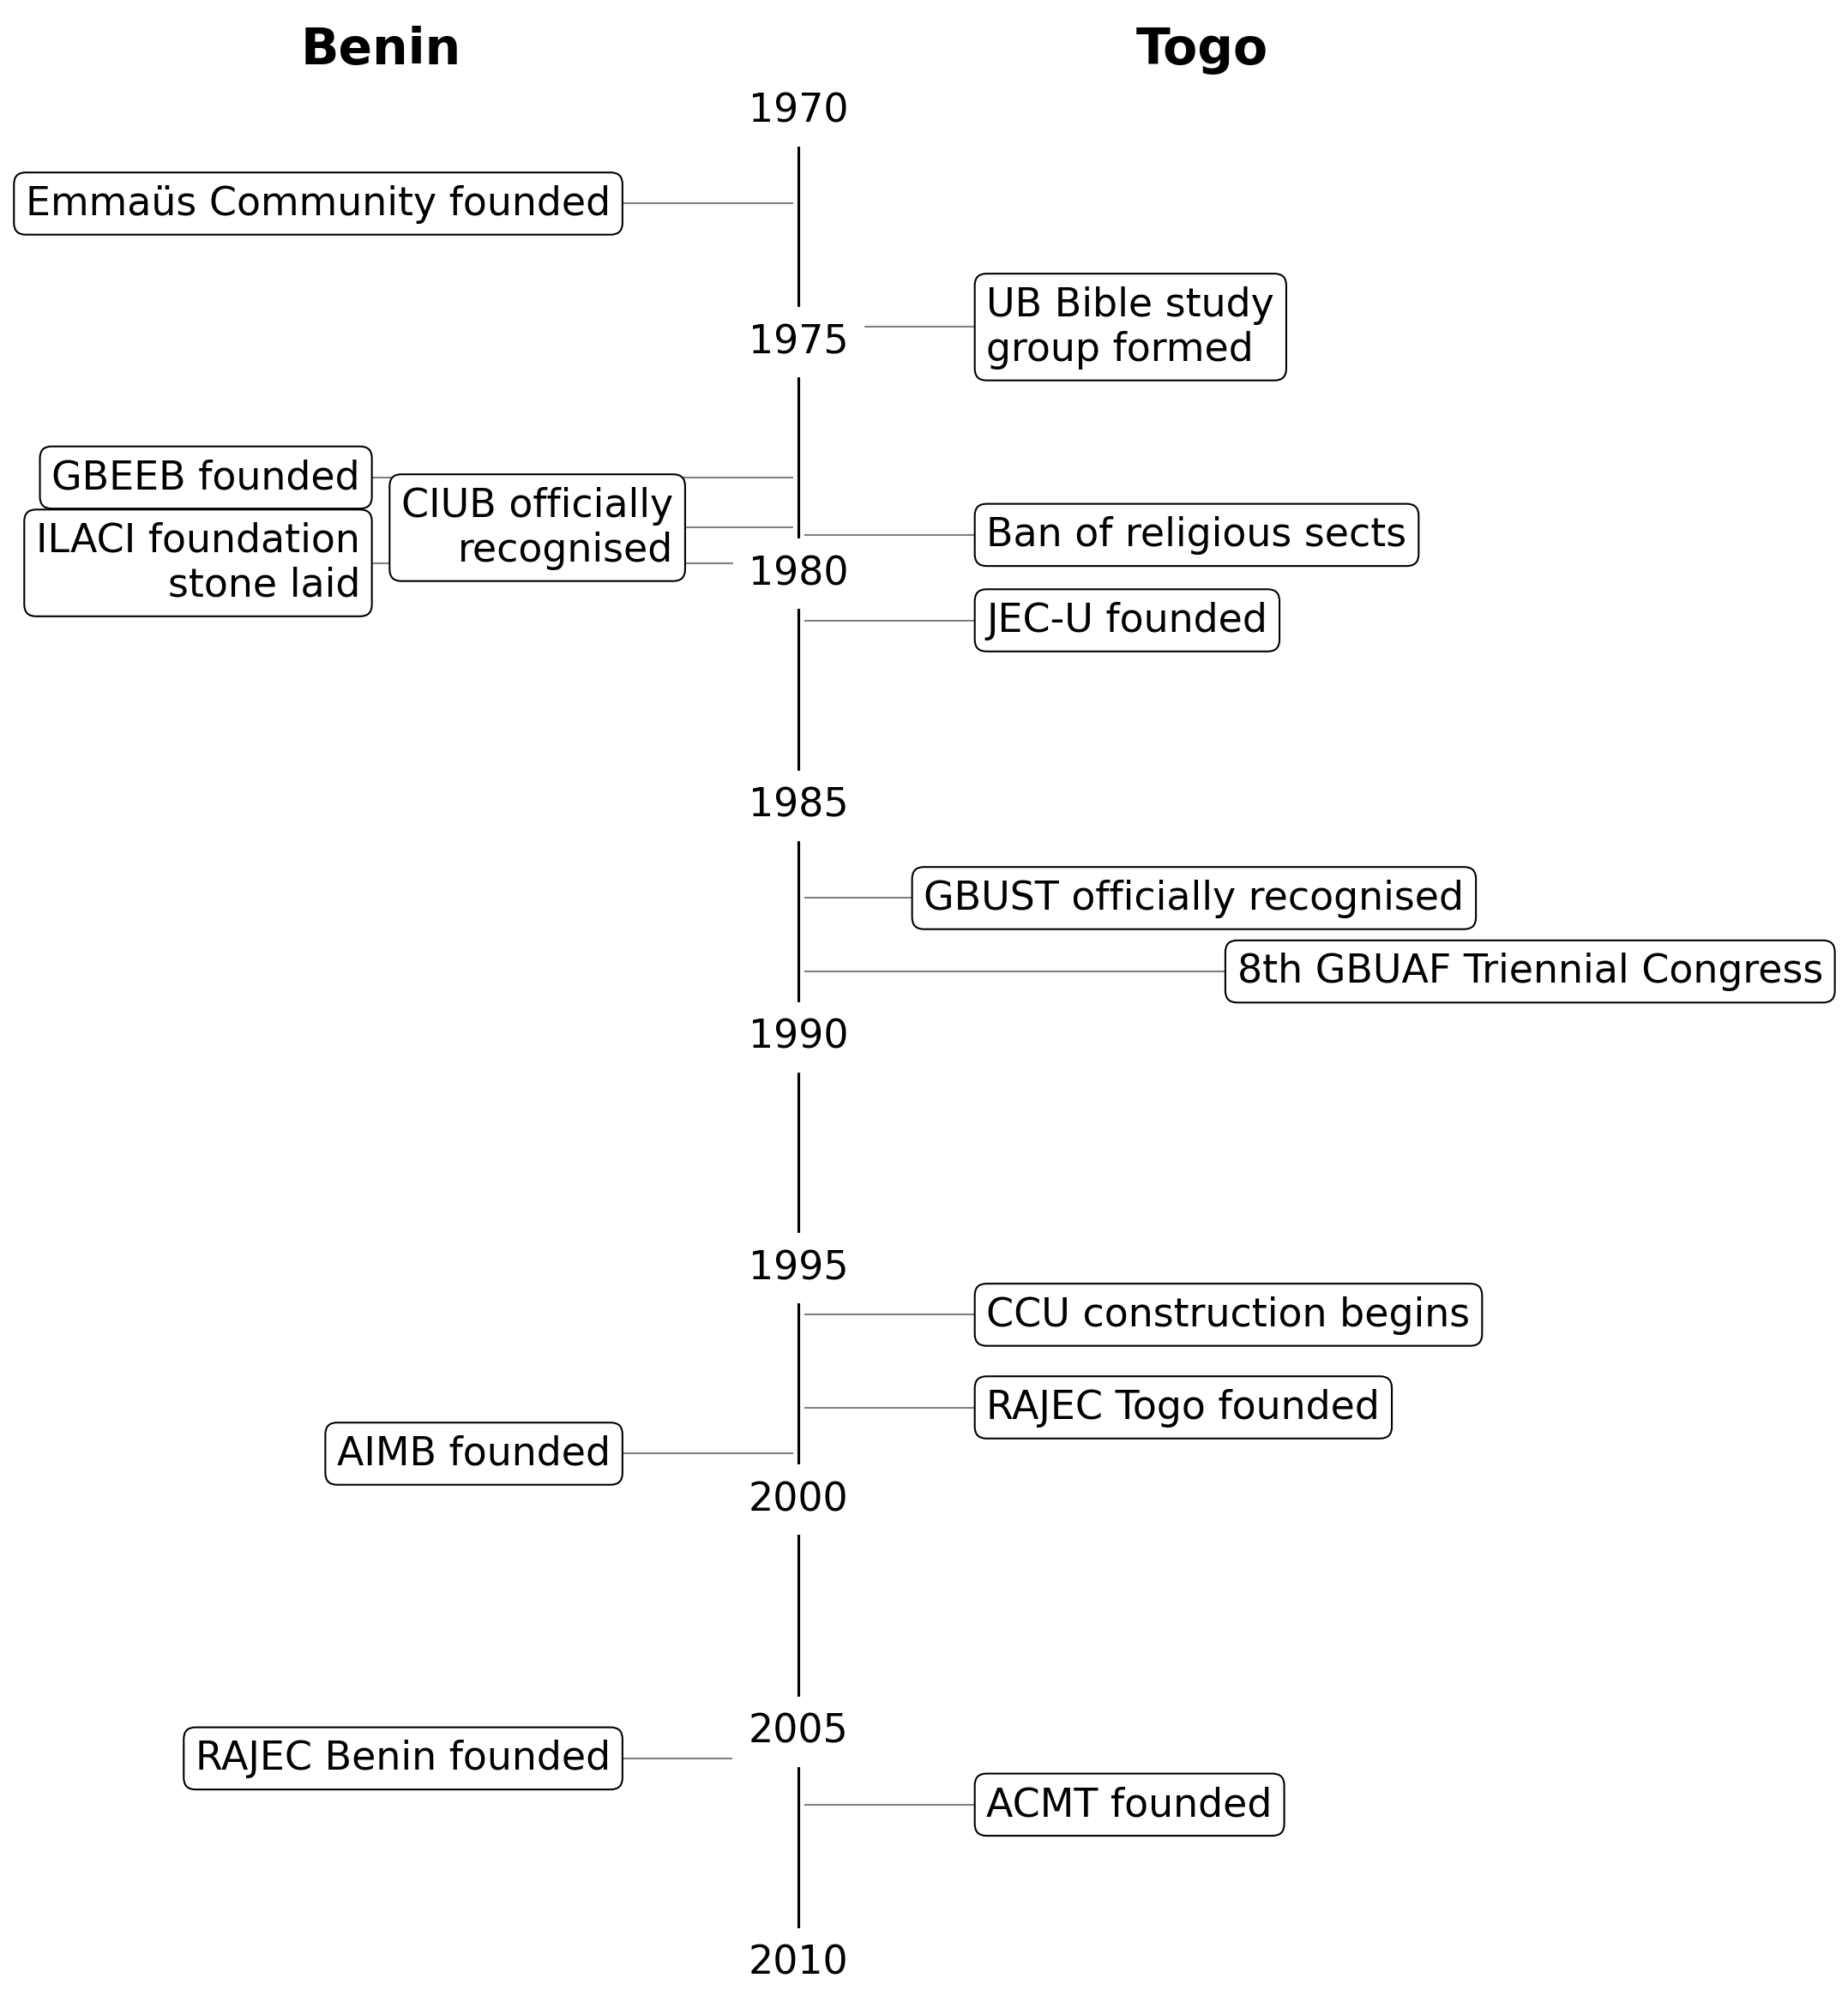 Benin
Togo
1970
Emmaüs Community founded
UB Bible study
group formed
1975
GBEEB founded
CIUB officially
recognised
Ban of religious sects
ILACI foundation
stone laid
1980
JEC-U founded
1985
GBUST officially recognised
8th GBUAF Triennial Congress
1990
1995
CCU construction begins
RAJEC Togo founded
AIMB founded
2000
2005
RAJEC Benin founded
ACMT founded
2010